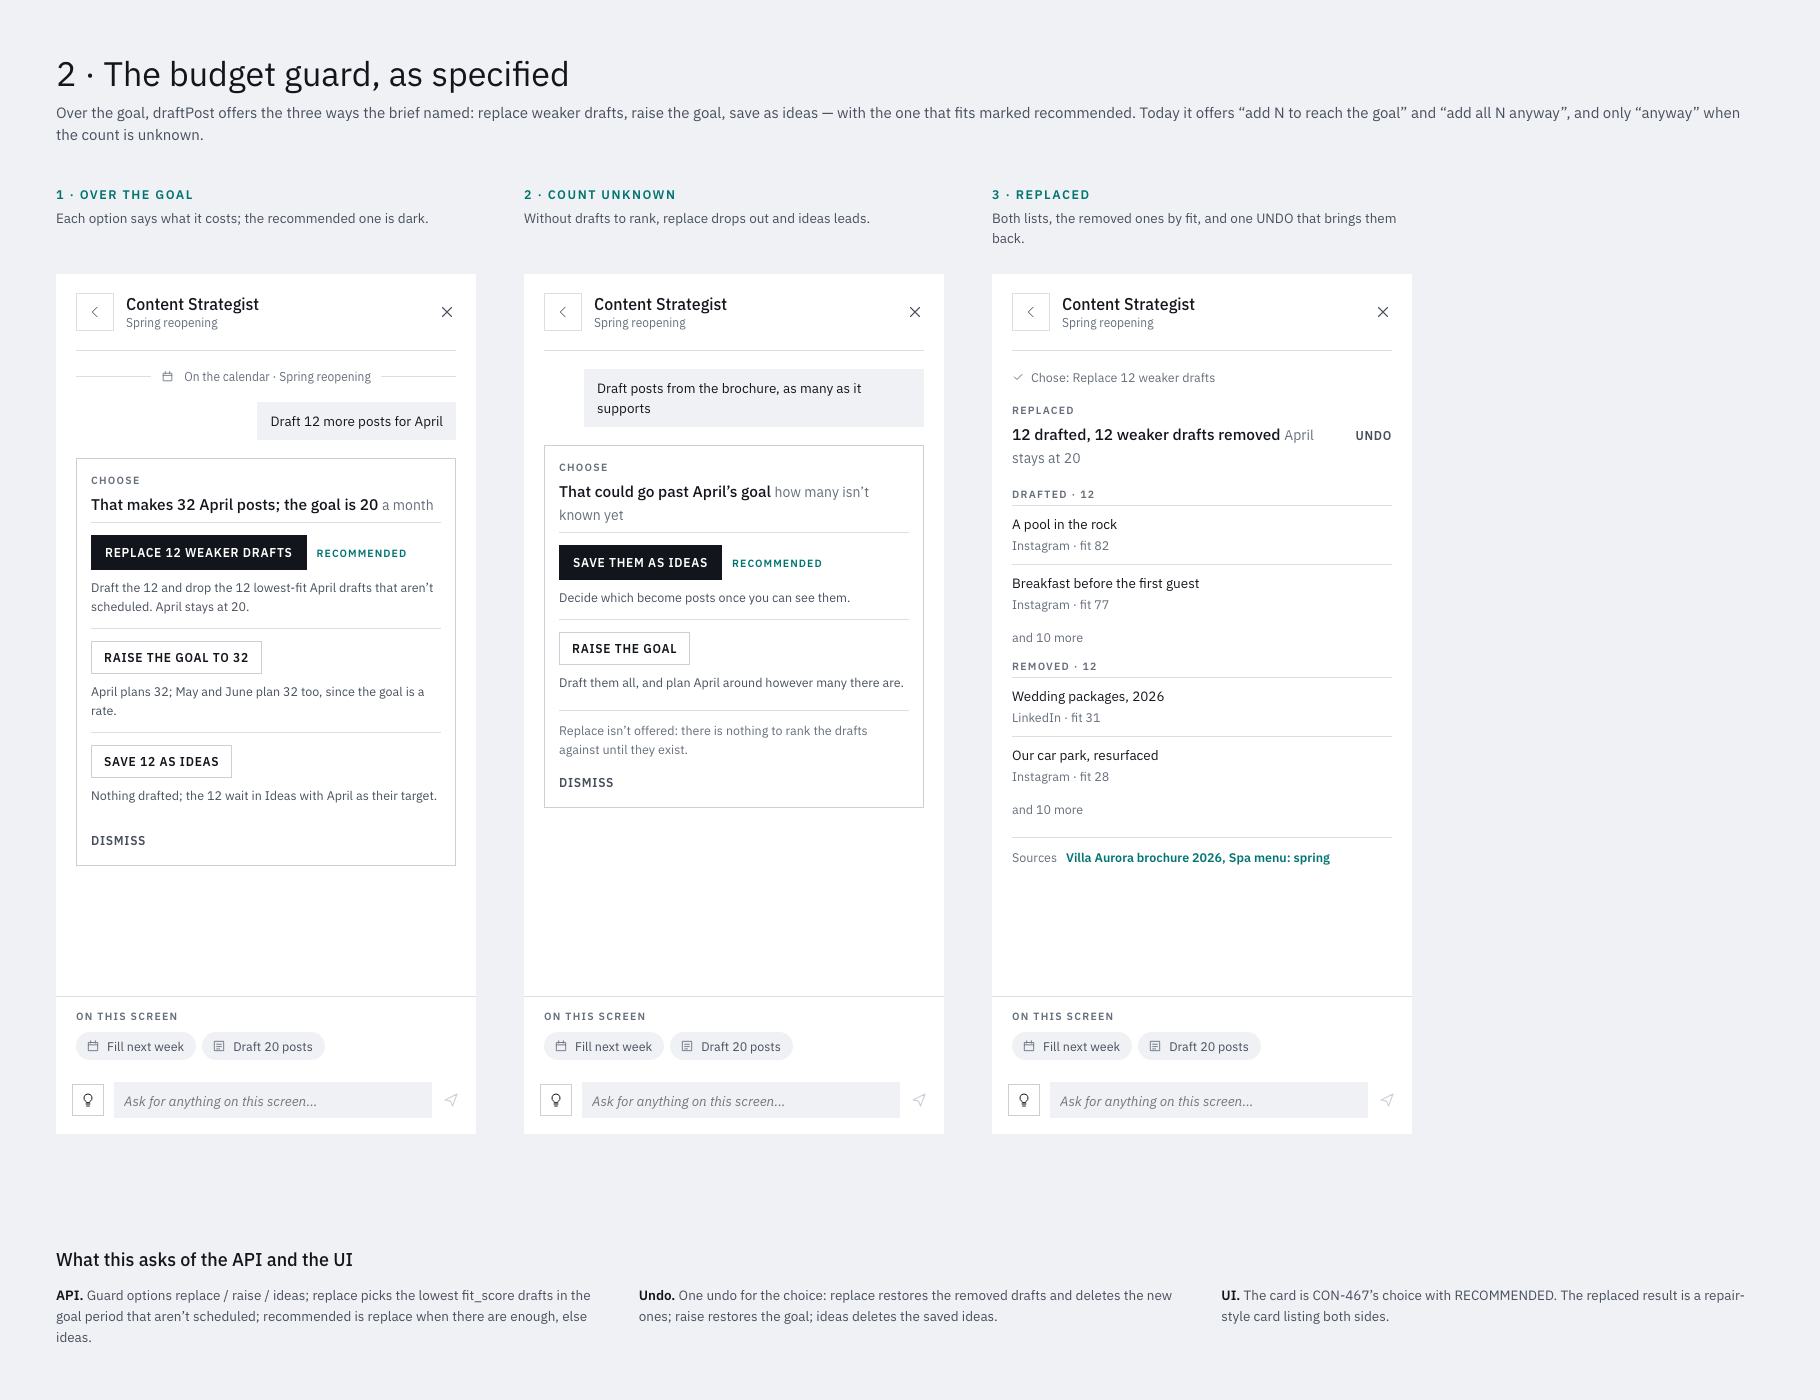 2 · The budget guard, as specified
Over the goal, draftPost offers the three ways the brief named: replace weaker drafts, raise the goal, save as ideas — with the one that fits marked recommended. Today it offers “add N to reach the goal” and “add all N anyway”, and only “anyway” when
the count is unknown.
1 · OVER THE GOAL
Each option says what it costs; the recommended one is dark.
Content Strategist
Spring reopening
On the calendar · Spring reopening
Draft 12 more posts for April
CHOOSE
That makes 32 April posts; the goal is 20 a month
REPLACE 12 WEAKER DRAFTS RECOMMENDED
Draft the 12 and drop the 12 lowest-fit April drafts that aren’t
scheduled. April stays at 20.
RAISE THE GOAL TO 32
April plans 32; May and June plan 32 too, since the goal is a
rate.
SAVE 12 AS IDEAS
Nothing drafted; the 12 wait in Ideas with April as their target.
DISMISS
ON THIS SCREEN
Fill next week Draft 20 posts
Ask for anything on this screen...
2 · COUNT UNKNOWN
Without drafts to rank, replace drops out and ideas leads.
Content Strategist
Spring reopening
Draft posts from the brochure, as many as it
supports
CHOOSE
That could go past April’s goal how many isn’t
known yet
SAVE THEM AS IDEAS RECOMMENDED
Decide which become posts once you can see them.
RAISE THE GOAL
Draft them all, and plan April around however many there are.
Replace isn’t offered: there is nothing to rank the drafts
against until they exist.
DISMISS
ON THIS SCREEN
Fill next week Draft 20 posts
Ask for anything on this screen...
3 · REPLACED
Both lists, the removed ones by fit, and one UNDO that brings them
back.
Content Strategist
Spring reopening
Chose: Replace 12 weaker drafts
REPLACED
12 drafted, 12 weaker drafts removed April UNDO
stays at 20
DRAFTED · 12
A pool in the rock
Instagram · fit 82
Breakfast before the first guest
Instagram · fit 77
and 10 more
REMOVED · 12
Wedding packages, 2026
LinkedIn · fit 31
Our car park, resurfaced
Instagram · fit 28
and 10 more
Sources Villa Aurora brochure 2026, Spa menu: spring
ON THIS SCREEN
Fill next week Draft 20 posts
Ask for anything on this screen...
What this asks of the API and the UI
API. Guard options replace / raise / ideas; replace picks the lowest fit_score drafts in the
goal period that aren’t scheduled; recommended is replace when there are enough, else
ideas.
Undo. One undo for the choice: replace restores the removed drafts and deletes the new
ones; raise restores the goal; ideas deletes the saved ideas.
UI. The card is CON-467’s choice with RECOMMENDED. The replaced result is a repair-
style card listing both sides.